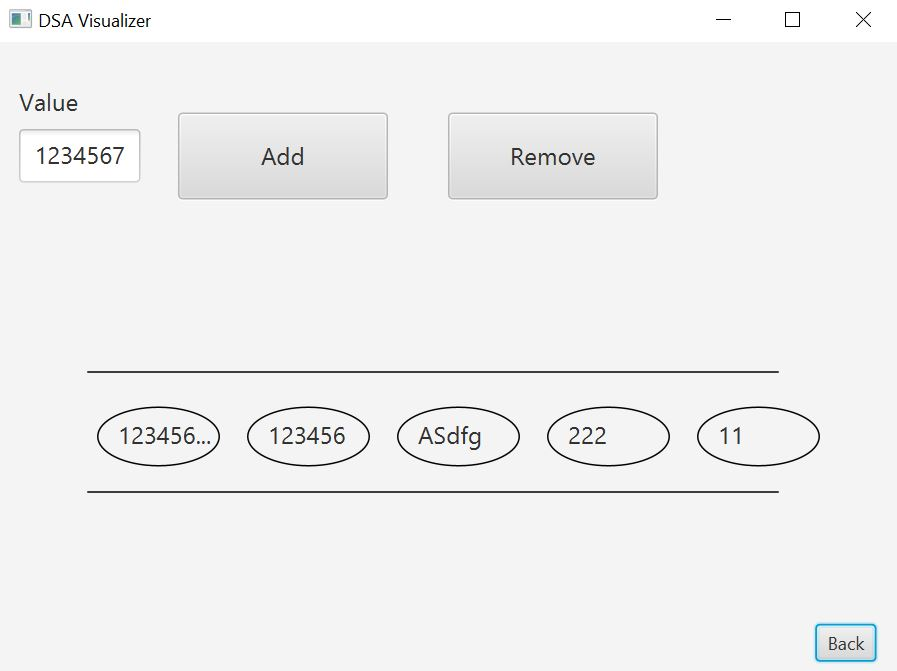 DSA Visualizer
Value
1234567
Add
Remove
123456...
123456
ASdfg
222
11
Back